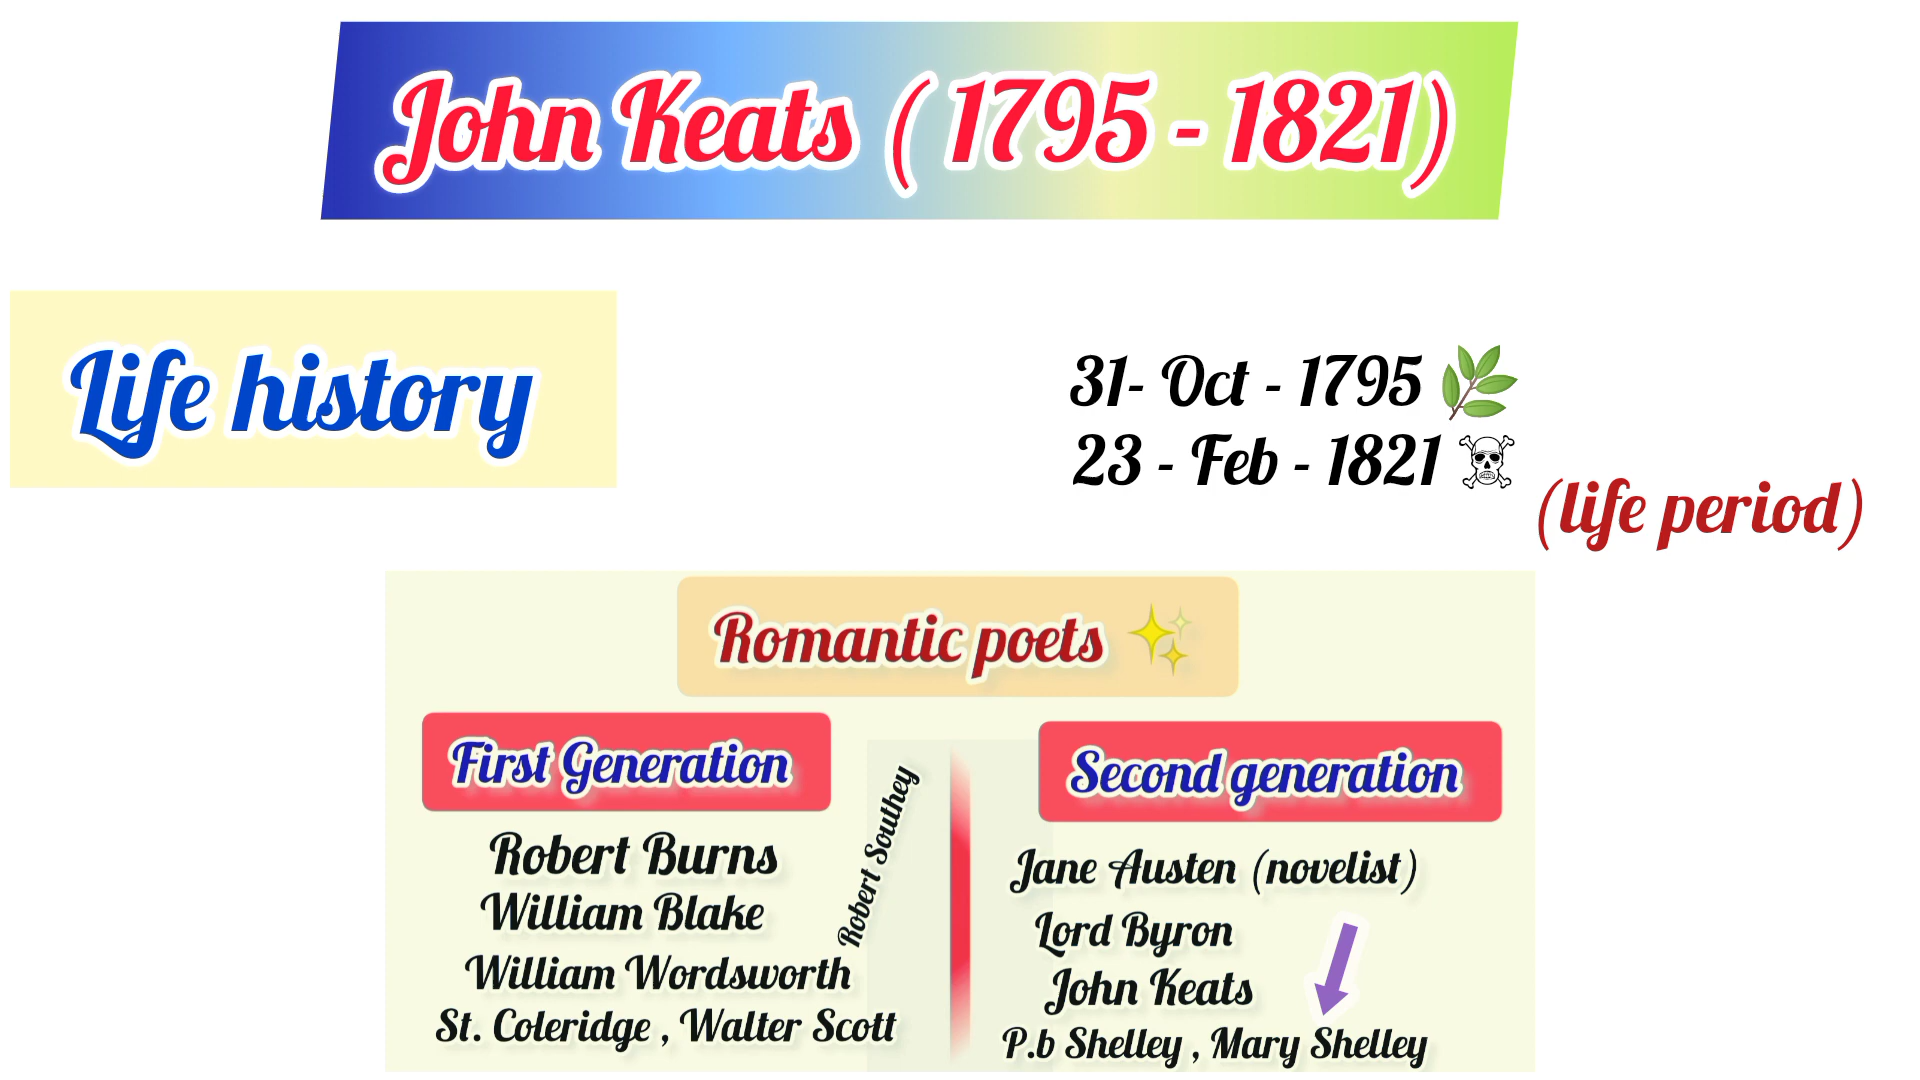 John Keats ( 1795 - 1821)
Life history
31- Oct - 1795 🌿
23 - Feb - 1821 ☠
(life period)
Romantic poets ✨
First Generation
Robert Burns
William Blake
William Wordsworth
St. Coleridge , Walter Scott
Robert Southey
Second generation
Jane Austen (novelist)
Lord Byron
John Keats
P.b Shelley , Mary Shelley